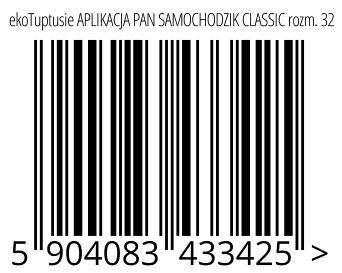 ekoTuptusie APLIKACJA PAN SAMOCHODZIK CLASSIC rozm. 32
5 904083 433425 >